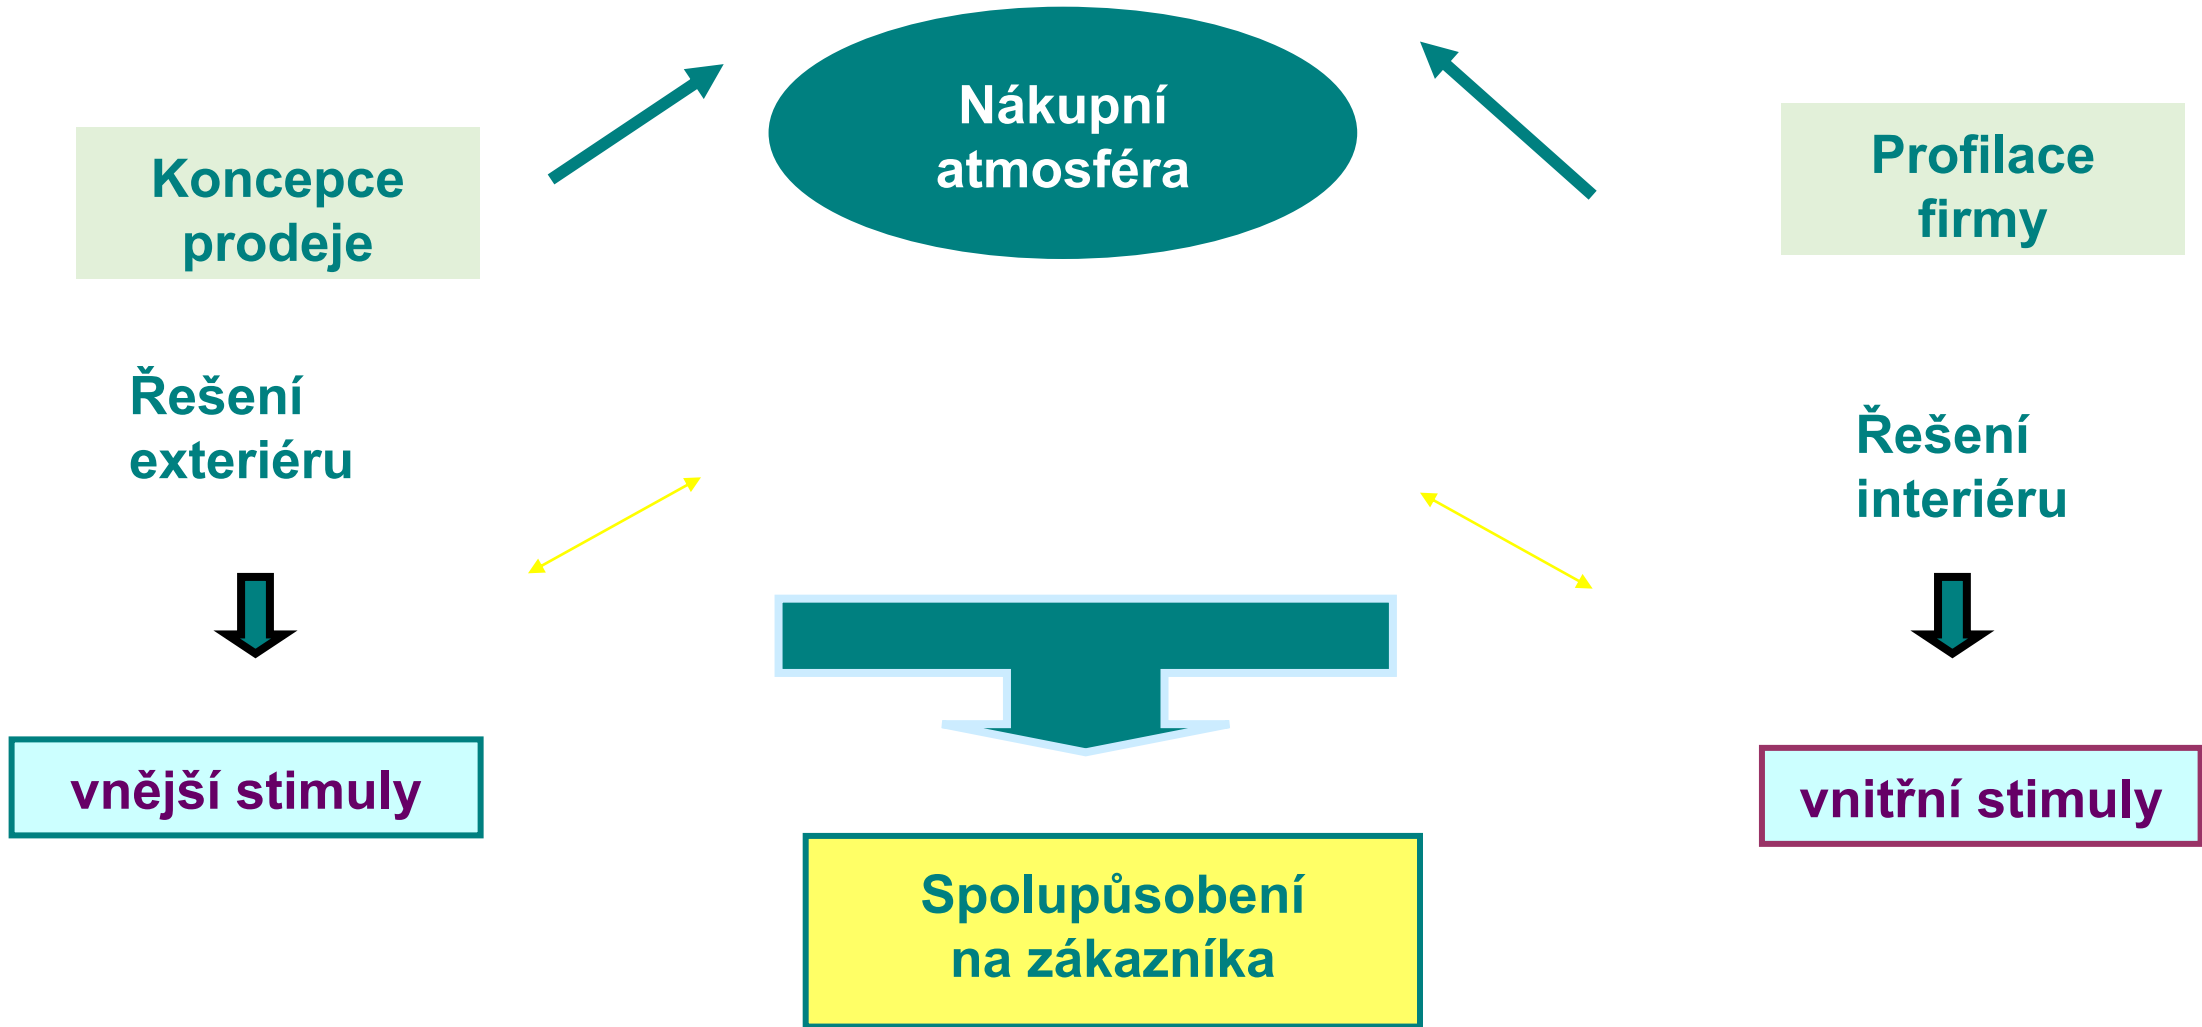 Nákupní
atmosféra
Koncepce
prodeje
Profilace
firmy
Řešení
exteriéru
Řešení
interiéru
vnější stimuly
vnitřní stimuly
Spolupůsobení
na zákazníka